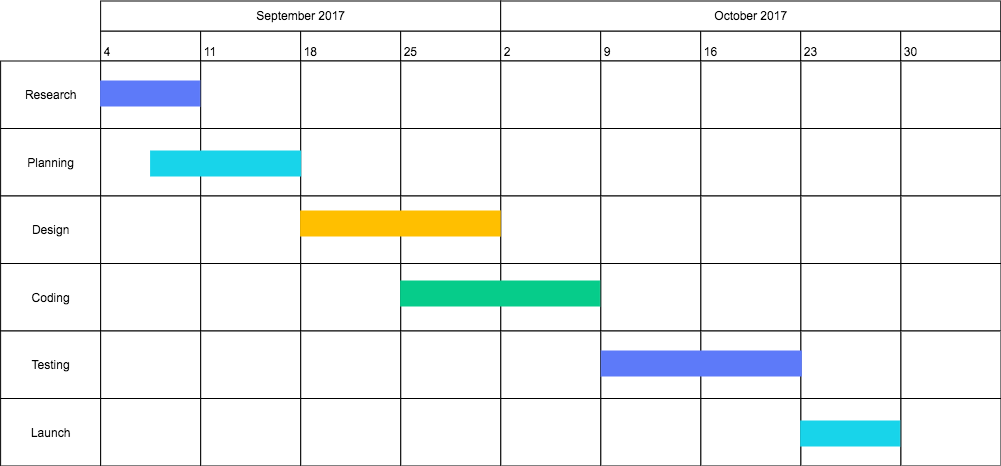 September 2017 October 2017
4 11 18 25 2 9 16 23 30
Research
Planning
Design
Coding
Testing
Launch